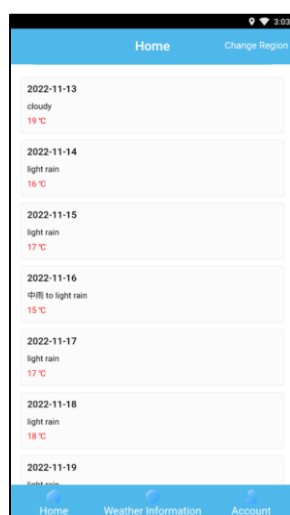 3:03
Home
Change Region
2022-11-13
cloudy
19 ℃
2022-11-14
light rain
16 ℃
2022-11-15
light rain
17 ℃
2022-11-16
中雨 to light rain
15 ℃
2022-11-17
light rain
17 ℃
2022-11-18
light rain
18 ℃
2022-11-19
light rain
Home
Weather Information
Account